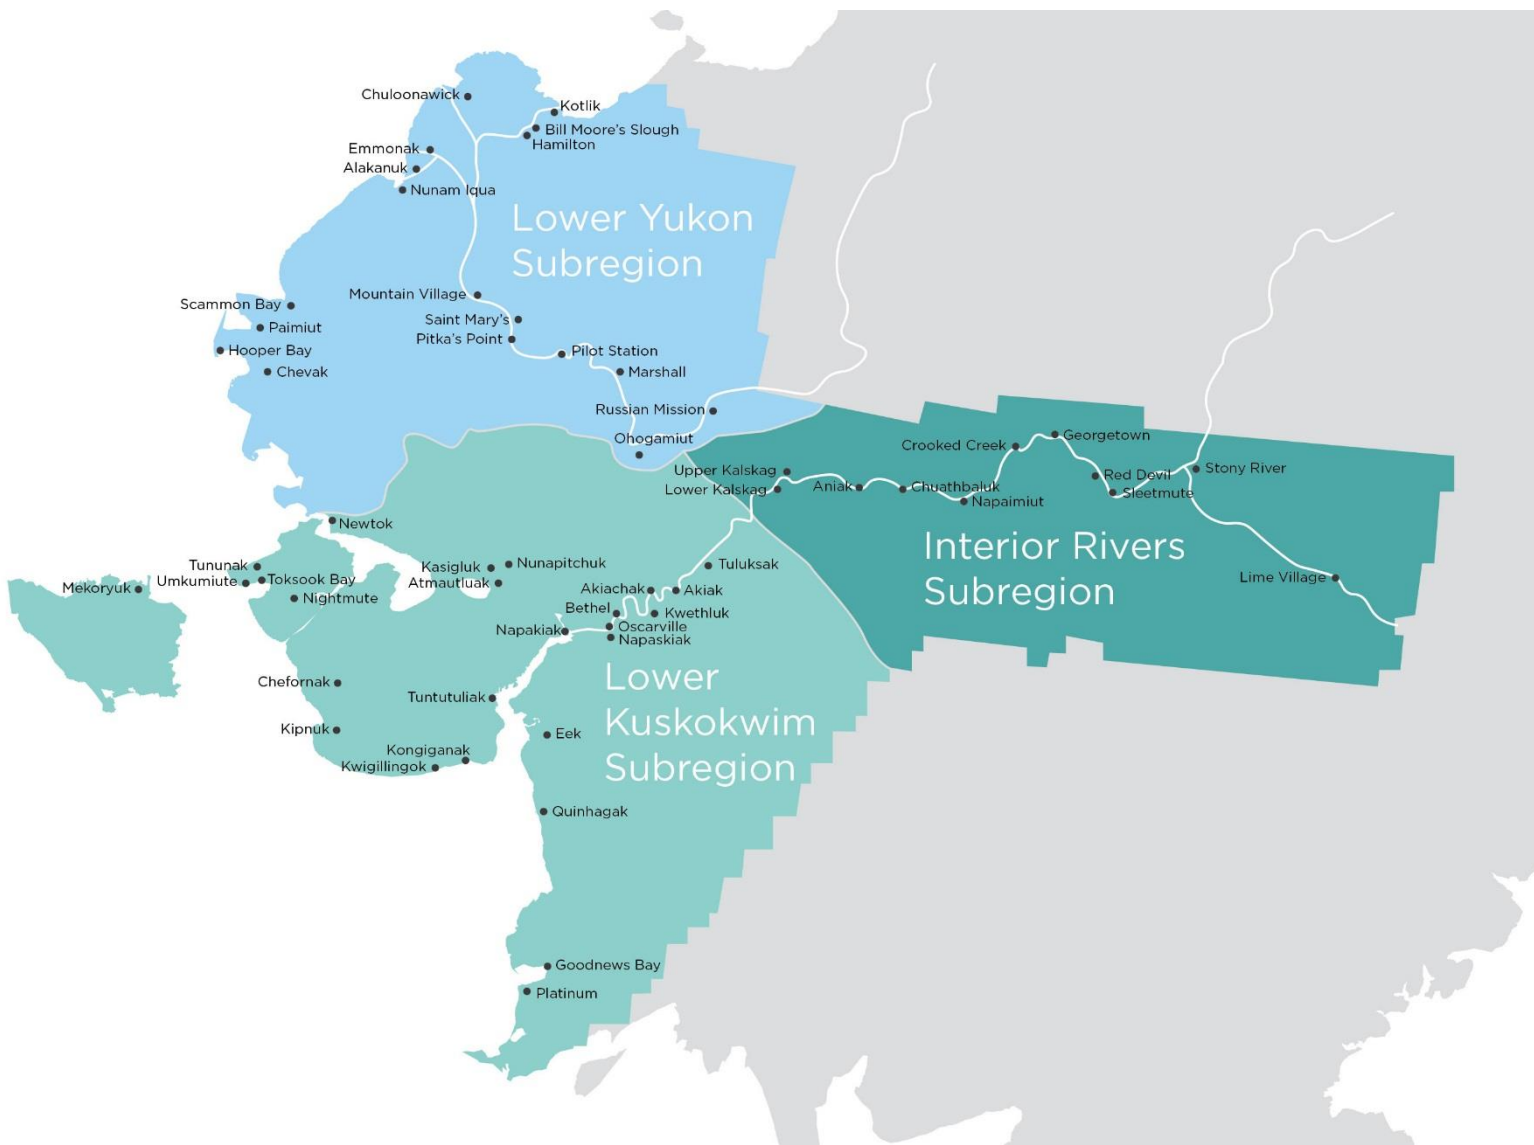 Chuloonawick
Kotlik
Bill Moore's Slough
Hamilton
Emmonak
Alakanuk
Nunam Iqua
Lower Yukon
Subregion
Mountain Village
Scammon Bay
Saint Mary's
Paimiut
Pitka's Point
Hooper Bay
Pilot Station
Chevak
Marshall
Russian Mission
Ohogamiut
Georgetown
Crooked Creek
Upper Kalskag
Stony River
Red Devil
Lower Kalskag
Aniak
Chuathbaluk
Sleetmute
Napaimiut
Newtok
Interior Rivers
Subregion
Tununak
Kasigluk
Nunapitchuk
Tuluksak
Umkumiute
Toksook Bay
Atmautluak
Lime Village
Mekoryuk
Nightmute
Akiachak
Akiak
Bethel
Kwethluk
Oscarville
Napakiak
Napaskiak
Lower
Kuskokwim
Subregion
Chefornak
Tuntutuliak
Kipnuk
Eek
Kongiganak
Kwigillingok
Quinhagak
Goodnews Bay
Platinum